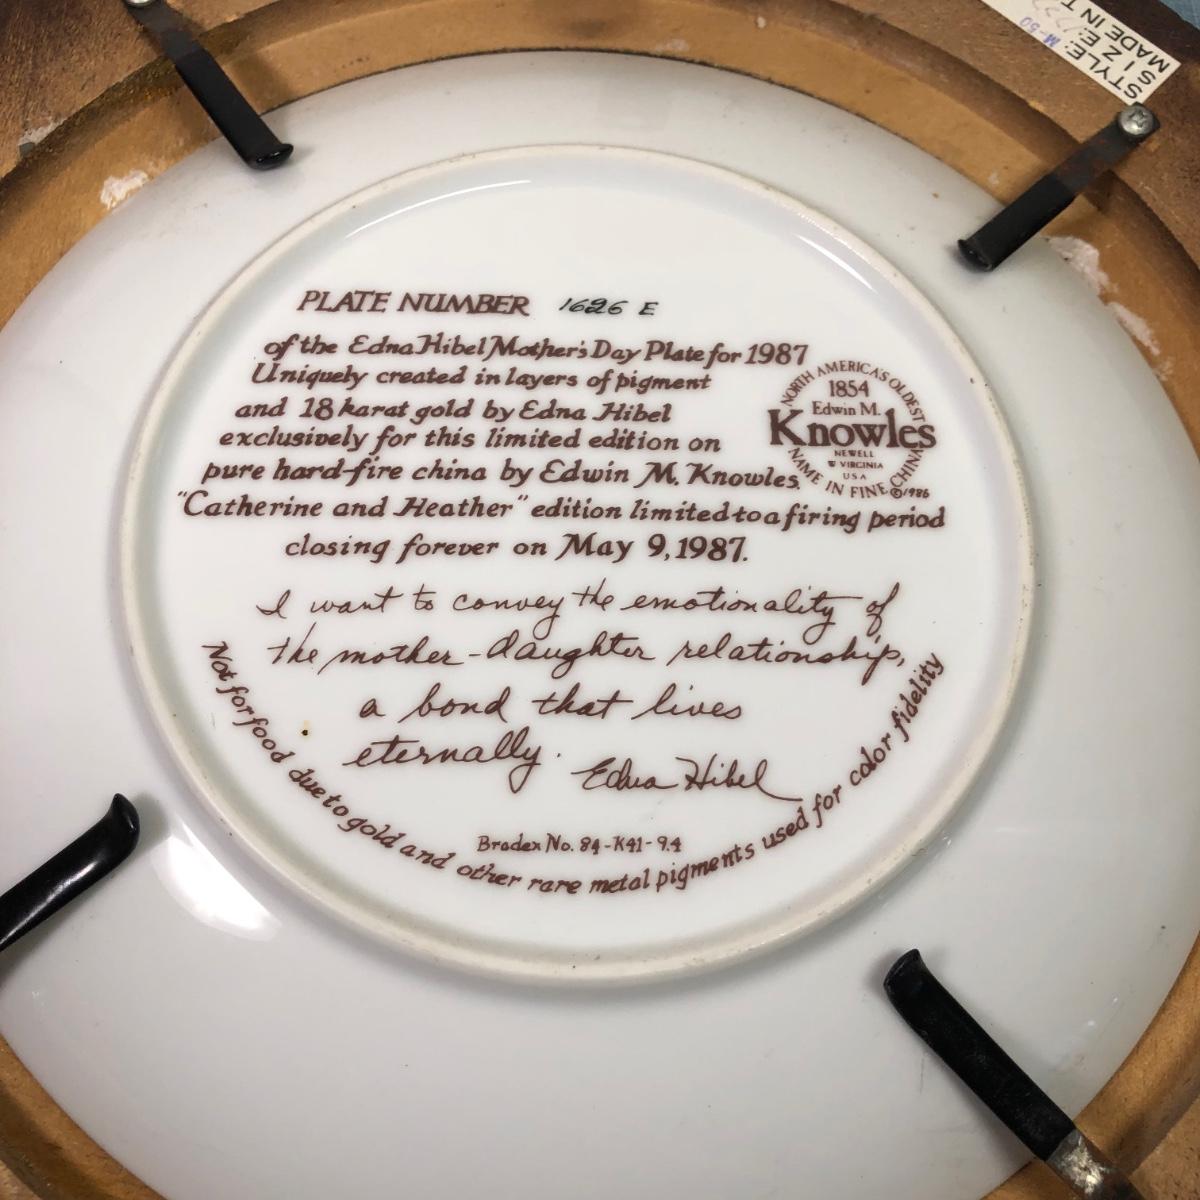 STYLE:
SIZE:
M-50
MADE IN T
PLATE NUMBER 1626 E
of the Edna Hibel Mother's Day Plate for 1987
Uniquely created in layers of pigment
and 18 karat gold by Edna Hibel
exclusively for this limited edition on
pure hard-fire china by Edwin M. Knowles.
"Catherine and Heather" edition limited to a firing period
closing forever on May 9, 1987.
NORTH AMERICA'S OLDEST
1854
Edwin M.
Knowles
NEWELL
W VIRGINIA
USA
NAME IN FINE CHINA
© 1986
I want to convey the emotionality of
the mother-daughter relationship,
a bond that lives
eternally.
Edna Hibel
Bradex No. 84-K41-9.4
Not for food due to gold and other rare metal pigments used for color fidelity